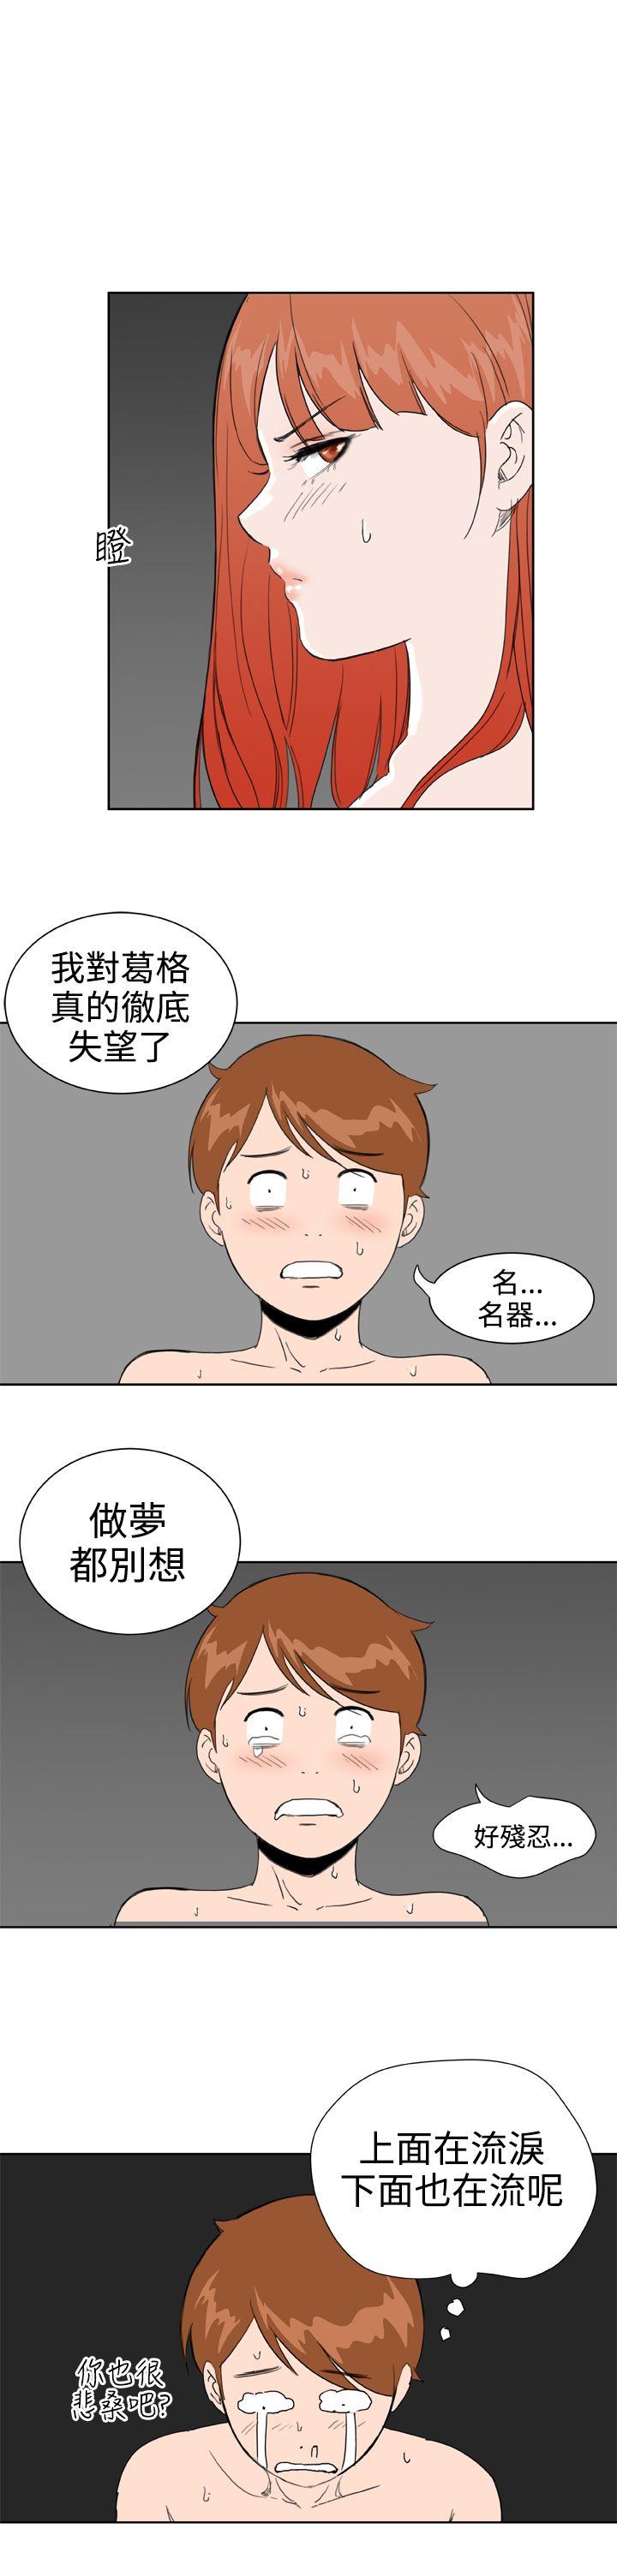 瞪
我對葛格
真的徹底
失望了
名...
名器...
做夢
都別想
好殘忍...
上面在流淚
下面也在流呢
你也很
悲桑吧?